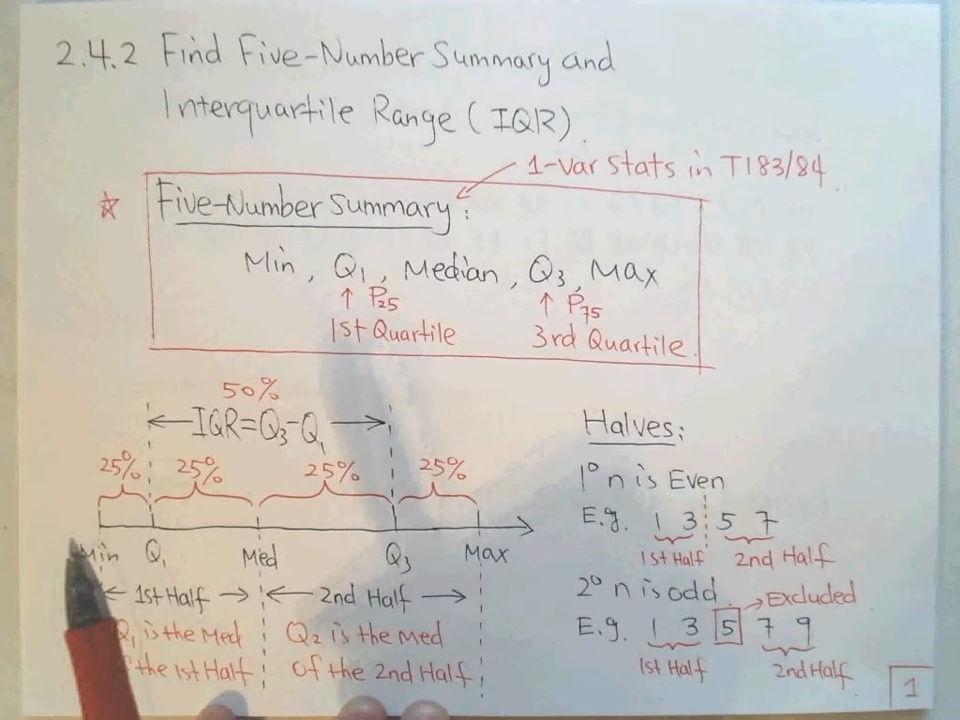 2.4.2 Find Five-Number Summary and
Interquartile Range (IQR)
1-Var Stats in TI83/84
☆ Five-Number Summary:
Min, Q₁, Median, Q₃, Max
↑ P₂₅ ↑ P₇₅
1st Quartile 3rd Quartile
50%
←IQR=Q₃-Q₁→
25% 25% 25% 25%
Min Q₁ Med Q₃ Max
← 1st Half → ← 2nd Half →
Q₁ is the Med
the 1st Half
Q₂ is the Med
of the 2nd Half
Halves:
1° n is Even
E.g. 1 3 5 7
1st Half 2nd Half
2° n is odd → Excluded
E.g. 1 3 5 7 9
1st Half 2nd Half
1